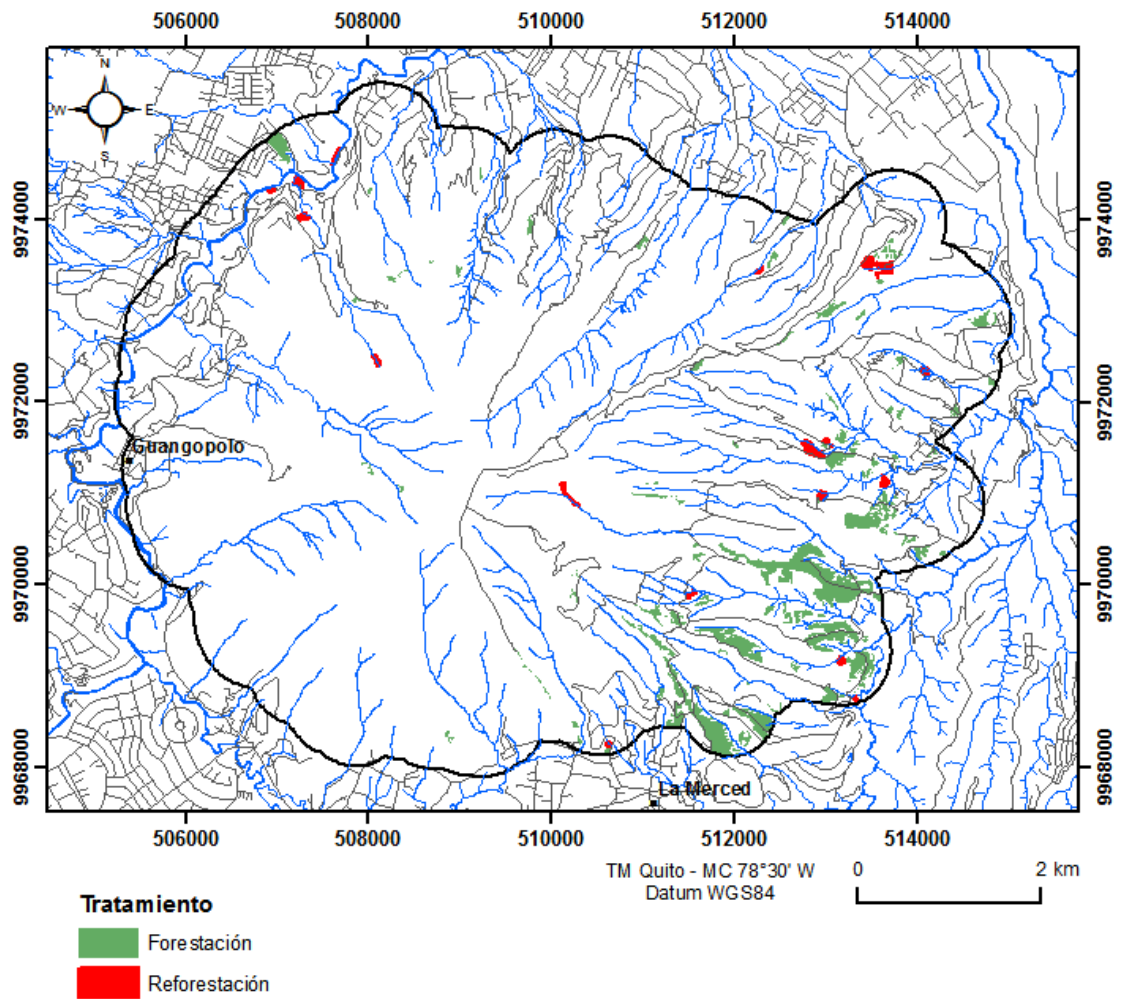 506000 508000 510000 512000 514000
N
W E
S
9974000 9974000
9972000 9972000
Guangopolo
9970000 9970000
9968000 9968000
La Merced
506000 508000 510000 512000 514000
TM Quito - MC 78°30' W
Datum WGS84
0 2 km
Tratamiento
Forestación
Reforestación